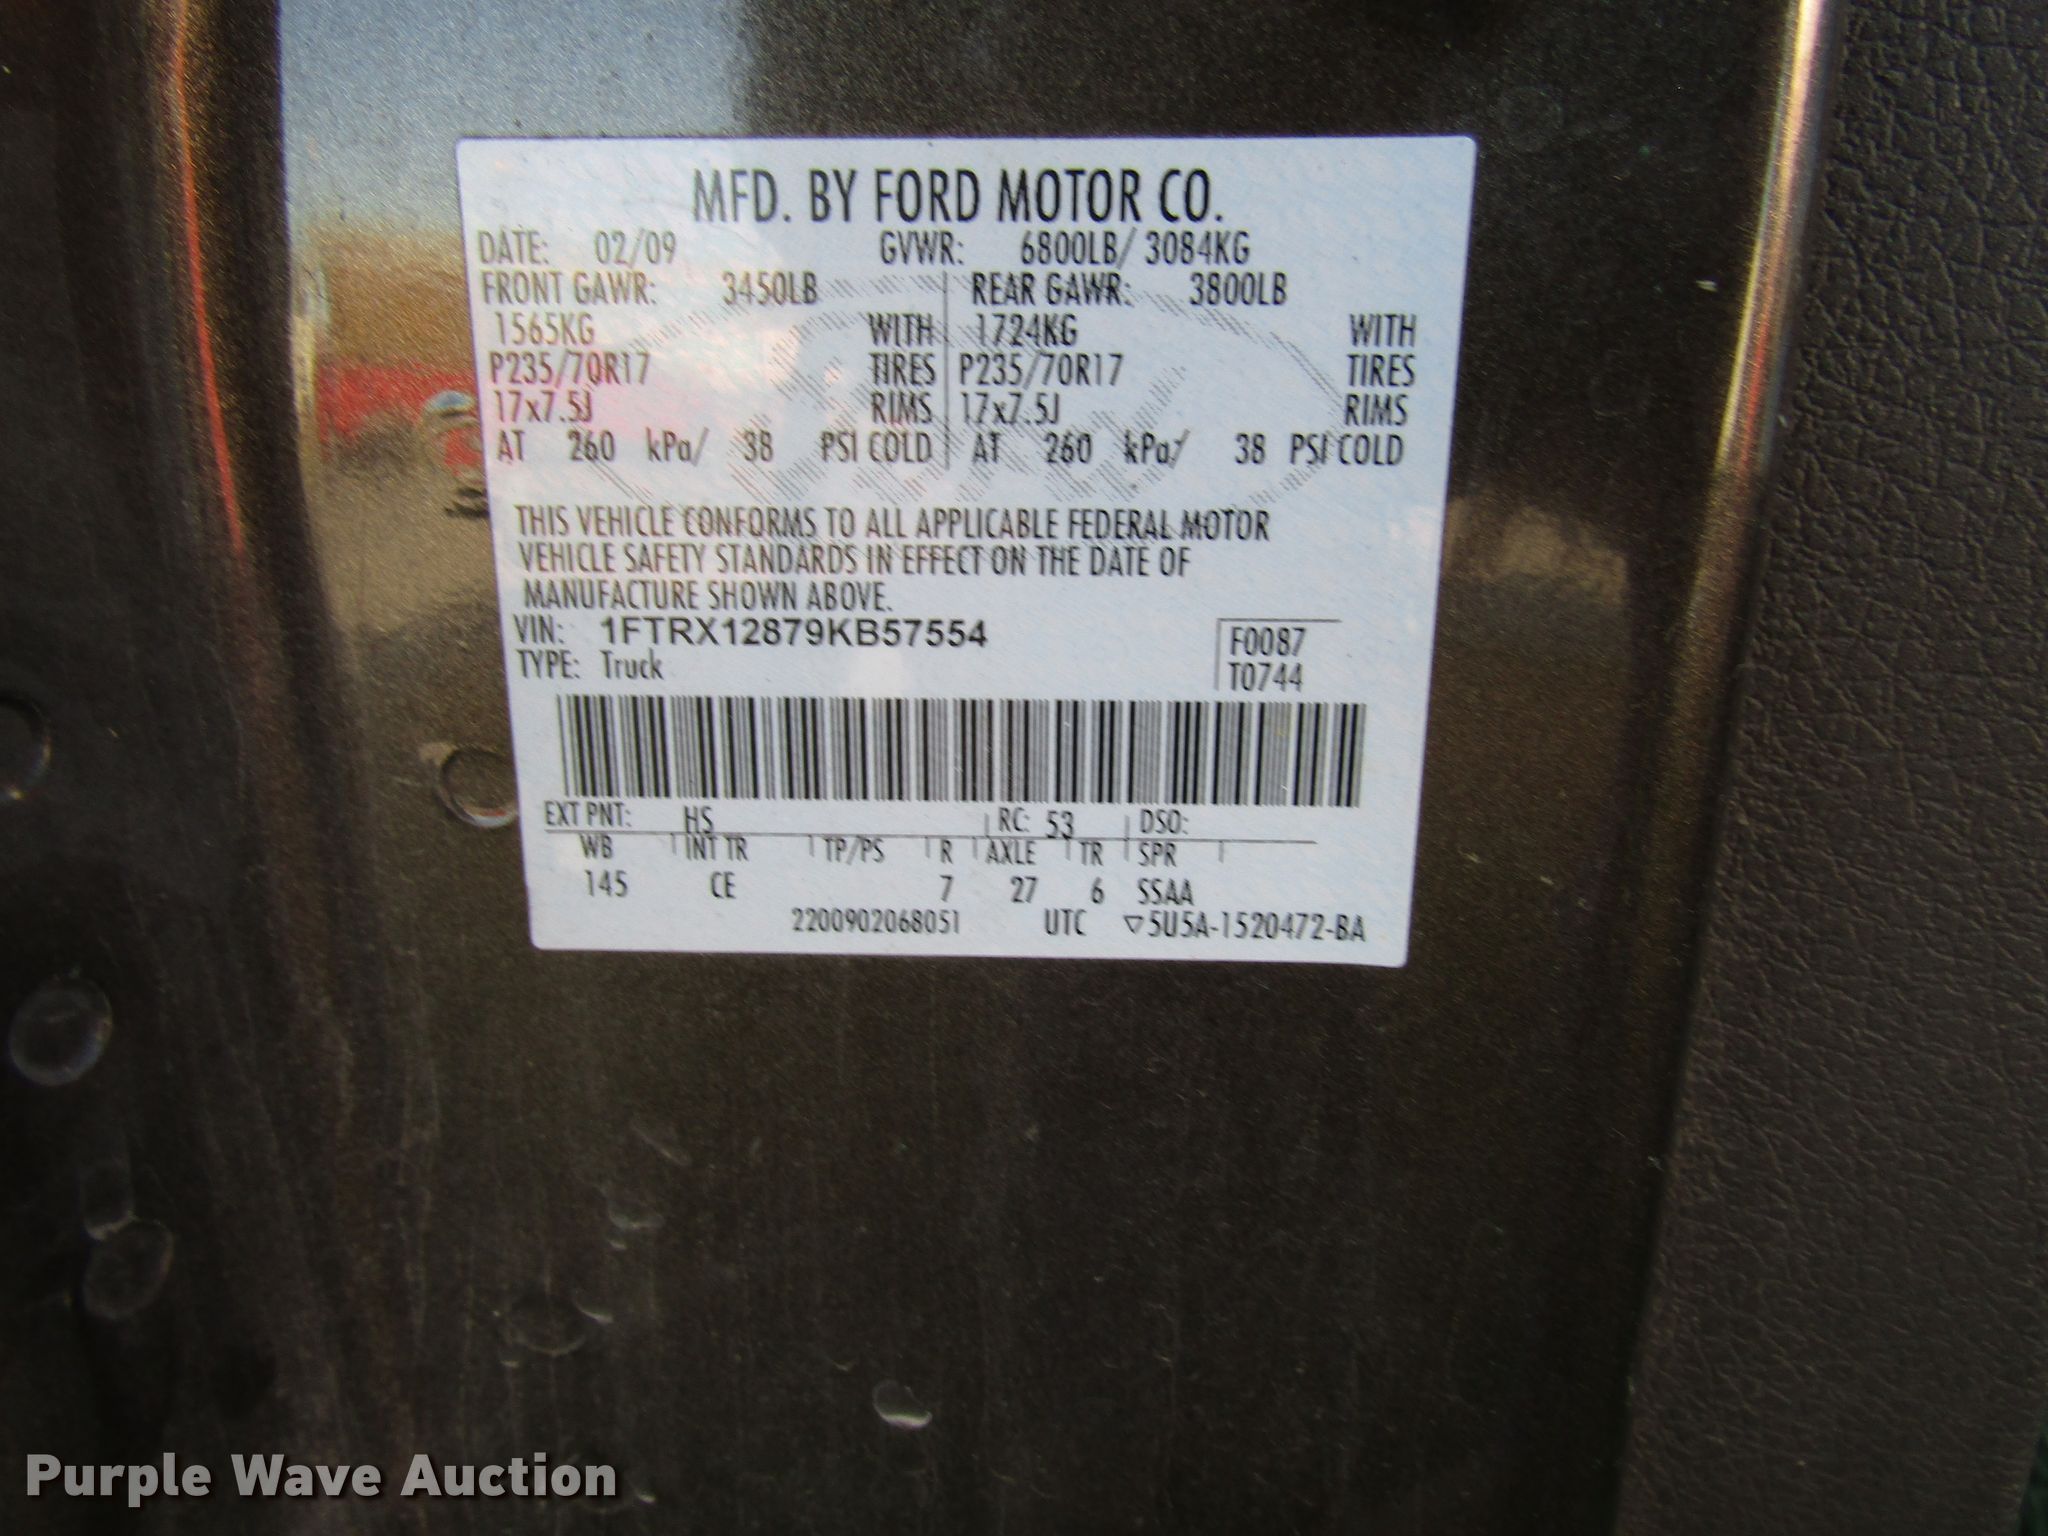 MFD. BY FORD MOTOR CO.
DATE: 02/09 GVWR: 6800LB/ 3084KG
FRONT GAWR: 3450LB REAR GAWR: 3800LB
1565KG WITH 1724KG WITH
P235/70R17 TIRES P235/70R17 TIRES
17x7.5J RIMS 17x7.5J RIMS
AT 260 kPa/ 38 PSI COLD AT 260 kPa/ 38 PSI COLD
THIS VEHICLE CONFORMS TO ALL APPLICABLE FEDERAL MOTOR
VEHICLE SAFETY STANDARDS IN EFFECT ON THE DATE OF
MANUFACTURE SHOWN ABOVE.
VIN: 1FTRX12879KB57554 F0087
TYPE: Truck T0744
EXT PNT: HS RC: 53 DSO:
WB INT TR TP/PS R AXLE TR SPR
145 CE 7 27 6 SSAA
2200902068051 UTC ▽5U5A-1520472-BA
Purple Wave Auction